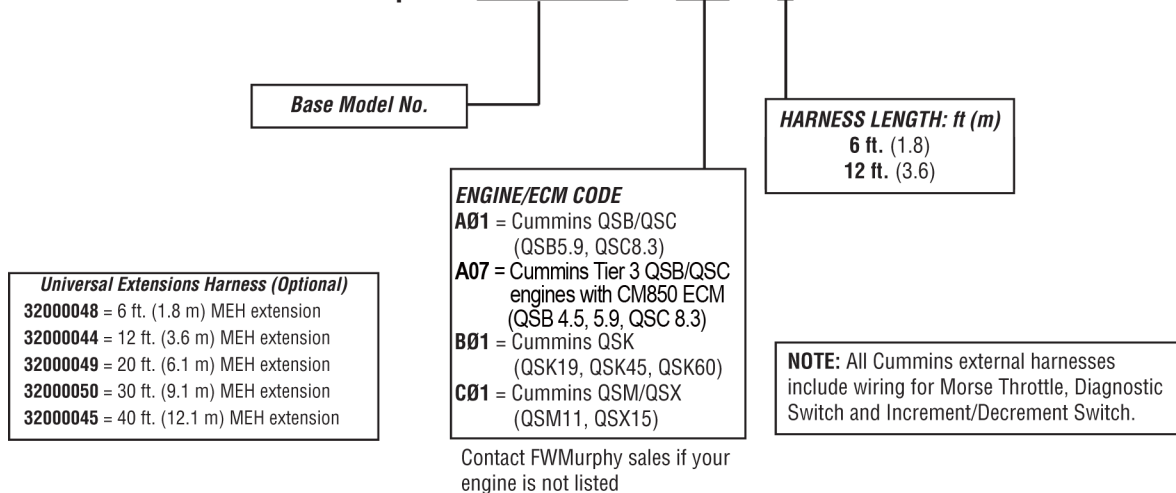 Base Model No.
HARNESS LENGTH: ft (m)
6 ft. (1.8)
12 ft. (3.6)
ENGINE/ECM CODE
AØ1 = Cummins QSB/QSC
(QSB5.9, QSC8.3)
A07 = Cummins Tier 3 QSB/QSC
engines with CM850 ECM
(QSB 4.5, 5.9, QSC 8.3)
BØ1 = Cummins QSK
(QSK19, QSK45, QSK60)
CØ1 = Cummins QSM/QSX
(QSM11, QSX15)
Contact FWMurphy sales if your
engine is not listed
Universal Extensions Harness (Optional)
32000048 = 6 ft. (1.8 m) MEH extension
32000044 = 12 ft. (3.6 m) MEH extension
32000049 = 20 ft. (6.1 m) MEH extension
32000050 = 30 ft. (9.1 m) MEH extension
32000045 = 40 ft. (12.1 m) MEH extension
NOTE: All Cummins external harnesses
include wiring for Morse Throttle, Diagnostic
Switch and Increment/Decrement Switch.